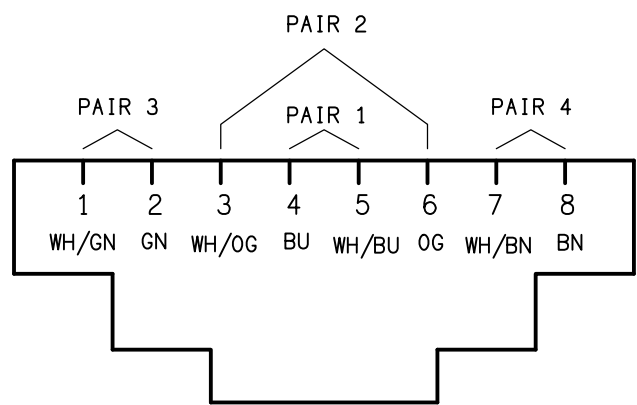 PAIR 2
PAIR 3 PAIR 1 PAIR 4
1 2 3 4 5 6 7 8
WH/GN GN WH/OG BU WH/BU OG WH/BN BN